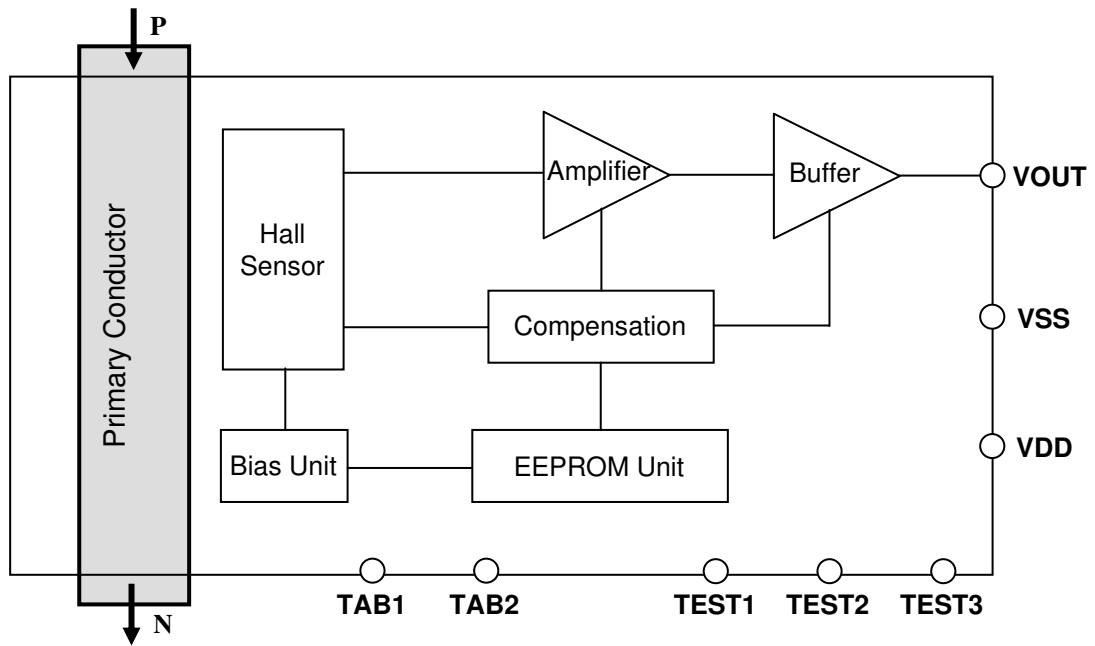 P
Primary Conductor
Hall
Sensor
Amplifier
Buffer
VOUT
Compensation
VSS
Bias Unit
EEPROM Unit
VDD
TAB1
TAB2
TEST1
TEST2
TEST3
N